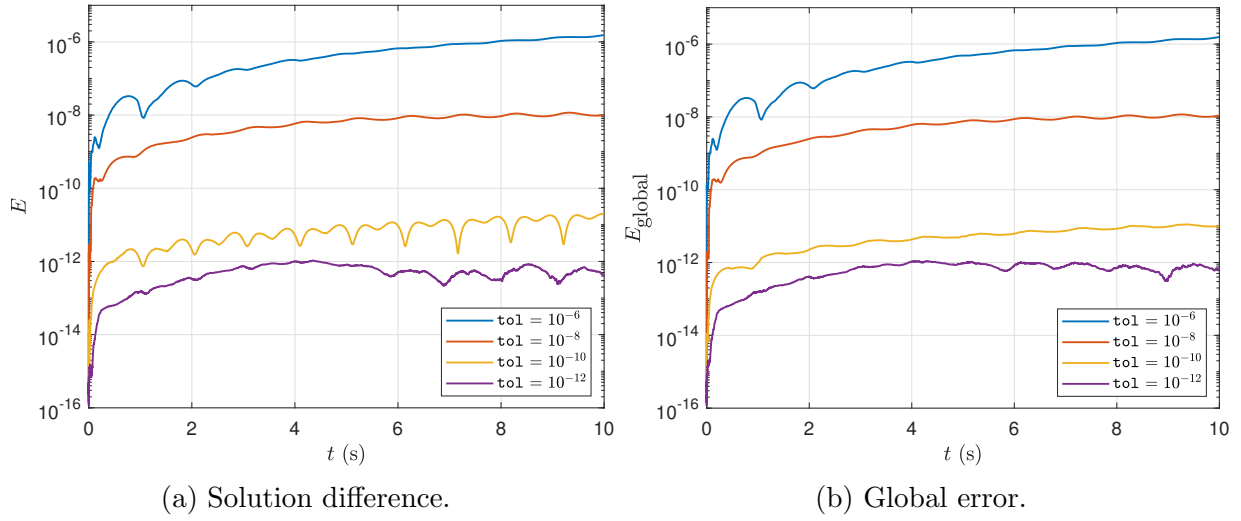 E
10⁻⁶
10⁻⁸
10⁻¹⁰
10⁻¹²
10⁻¹⁴
10⁻¹⁶
0 2 4 6 8 10
t (s)
tol = 10⁻⁶
tol = 10⁻⁸
tol = 10⁻¹⁰
tol = 10⁻¹²
(a) Solution difference.
E_global
10⁻⁶
10⁻⁸
10⁻¹⁰
10⁻¹²
10⁻¹⁴
10⁻¹⁶
0 2 4 6 8 10
t (s)
tol = 10⁻⁶
tol = 10⁻⁸
tol = 10⁻¹⁰
tol = 10⁻¹²
(b) Global error.